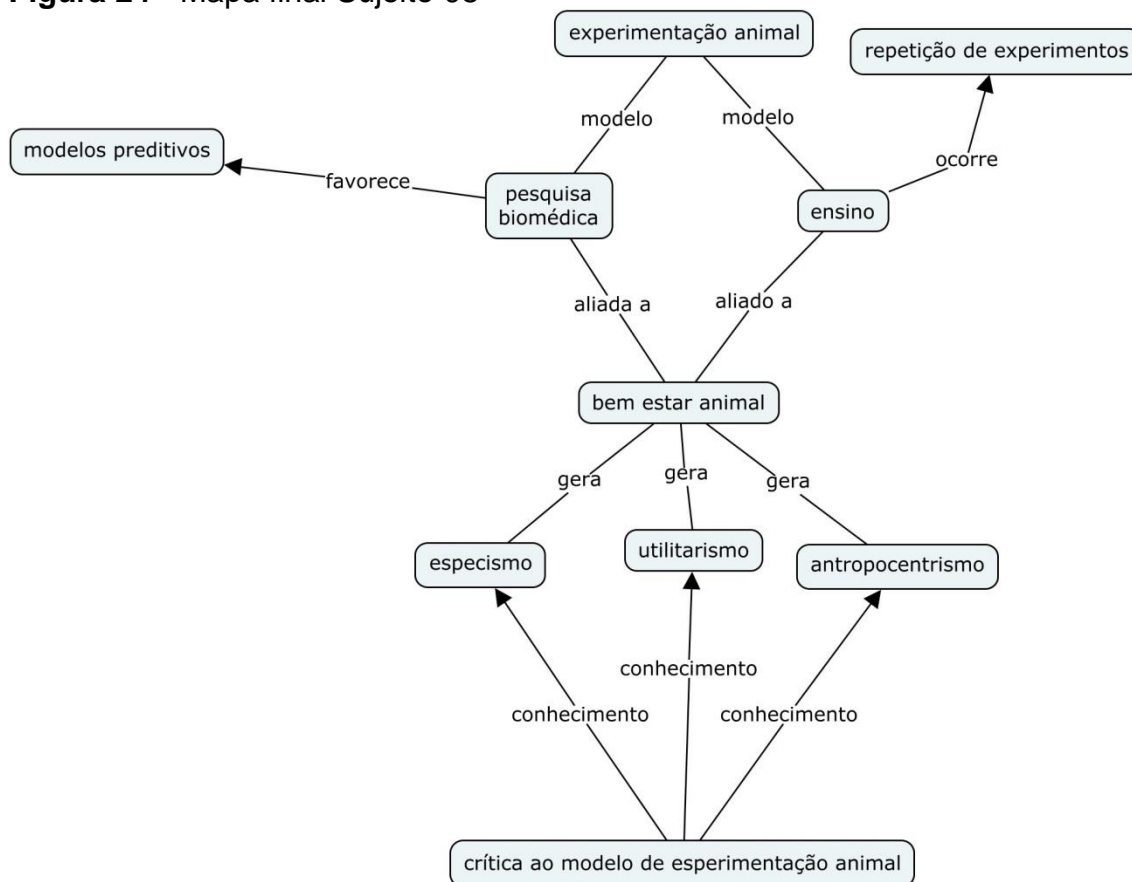 experimentação animal
repetição de experimentos
modelo
modelo
ocorre
modelos preditivos
favorece
pesquisa
biomédica
ensino
aliada a
aliado a
bem estar animal
gera
gera
gera
especismo
utilitarismo
antropocentrismo
conhecimento
conhecimento
conhecimento
crítica ao modelo de esperimentação animal